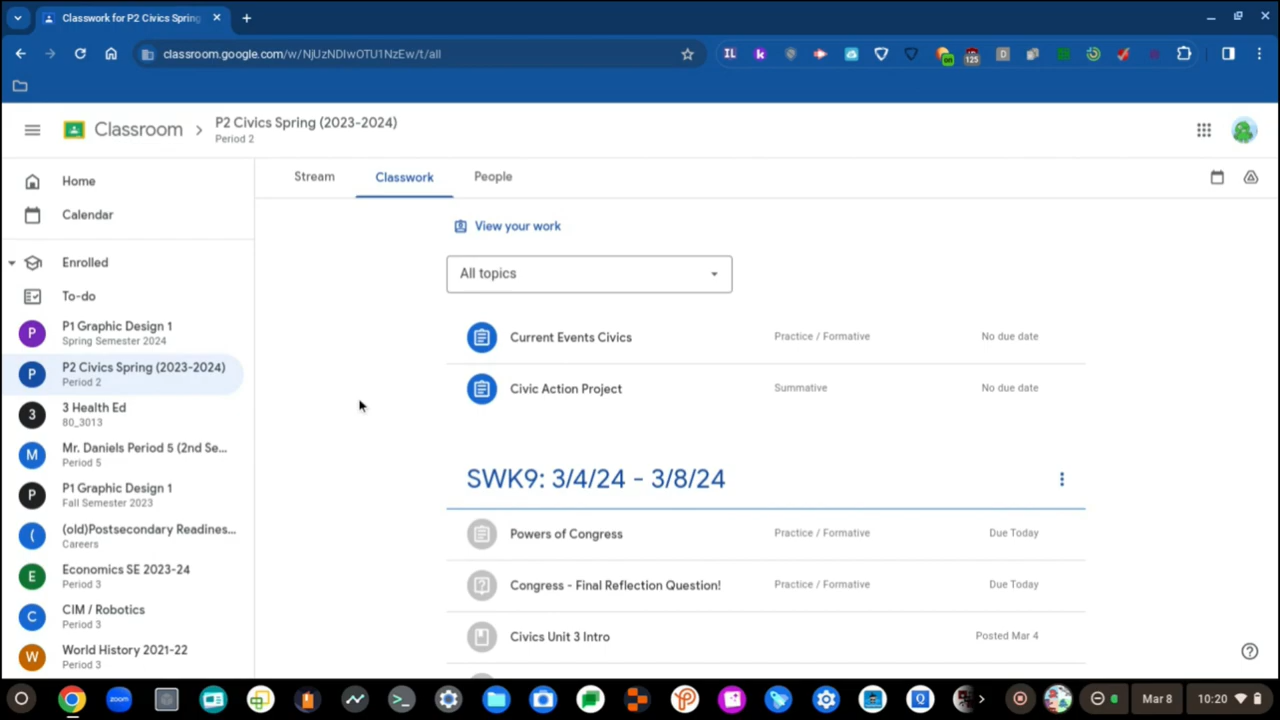 Classwork for P2 Civics Spring
classroom.google.com/w/NjUzNDIwOTU1NzEw/t/all
IL
k
on
125
D
Classroom
P2 Civics Spring (2023-2024)
Period 2
Home
Calendar
Enrolled
To-do
P
P1 Graphic Design 1
Spring Semester 2024
P
P2 Civics Spring (2023-2024)
Period 2
3
3 Health Ed
80_3013
M
Mr. Daniels Period 5 (2nd Se...
Period 5
P
P1 Graphic Design 1
Fall Semester 2023
(
(old)Postsecondary Readines...
Careers
E
Economics SE 2023-24
Period 3
C
CIM / Robotics
Period 3
W
World History 2021-22
Period 3
Stream Classwork People
View your work
All topics
Current Events Civics Practice / Formative No due date
Civic Action Project Summative No due date
SWK9: 3/4/24 - 3/8/24
Powers of Congress Practice / Formative Due Today
Congress - Final Reflection Question! Practice / Formative Due Today
Civics Unit 3 Intro Posted Mar 4
zoom
Q
Mar 8
10:20